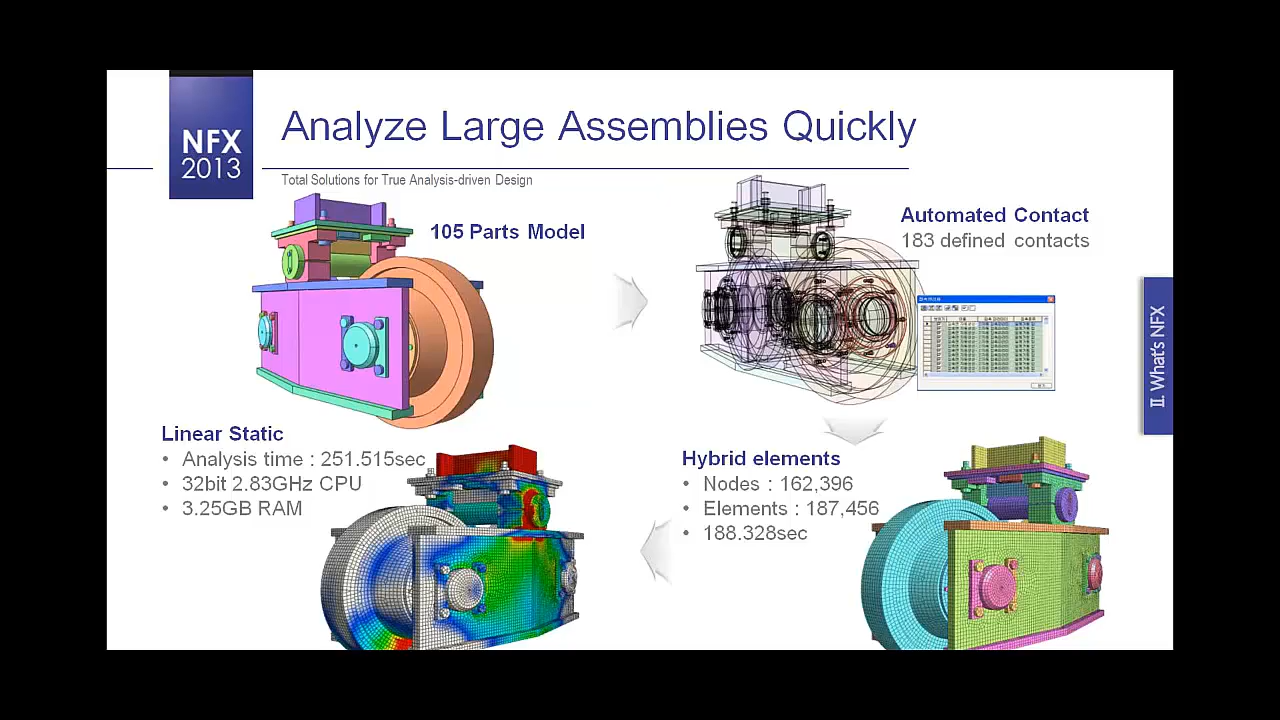 NFX
2013
Analyze Large Assemblies Quickly
Total Solutions for True Analysis-driven Design
105 Parts Model
Automated Contact
183 defined contacts
II. What's NFX
Linear Static
• Analysis time : 251.515sec
• 32bit 2.83GHz CPU
• 3.25GB RAM
Hybrid elements
• Nodes : 162,396
• Elements : 187,456
• 188.328sec